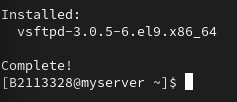 Installed:
  vsftpd-3.0.5-6.el9.x86_64

Complete!
[B2113328@myserver ~]$